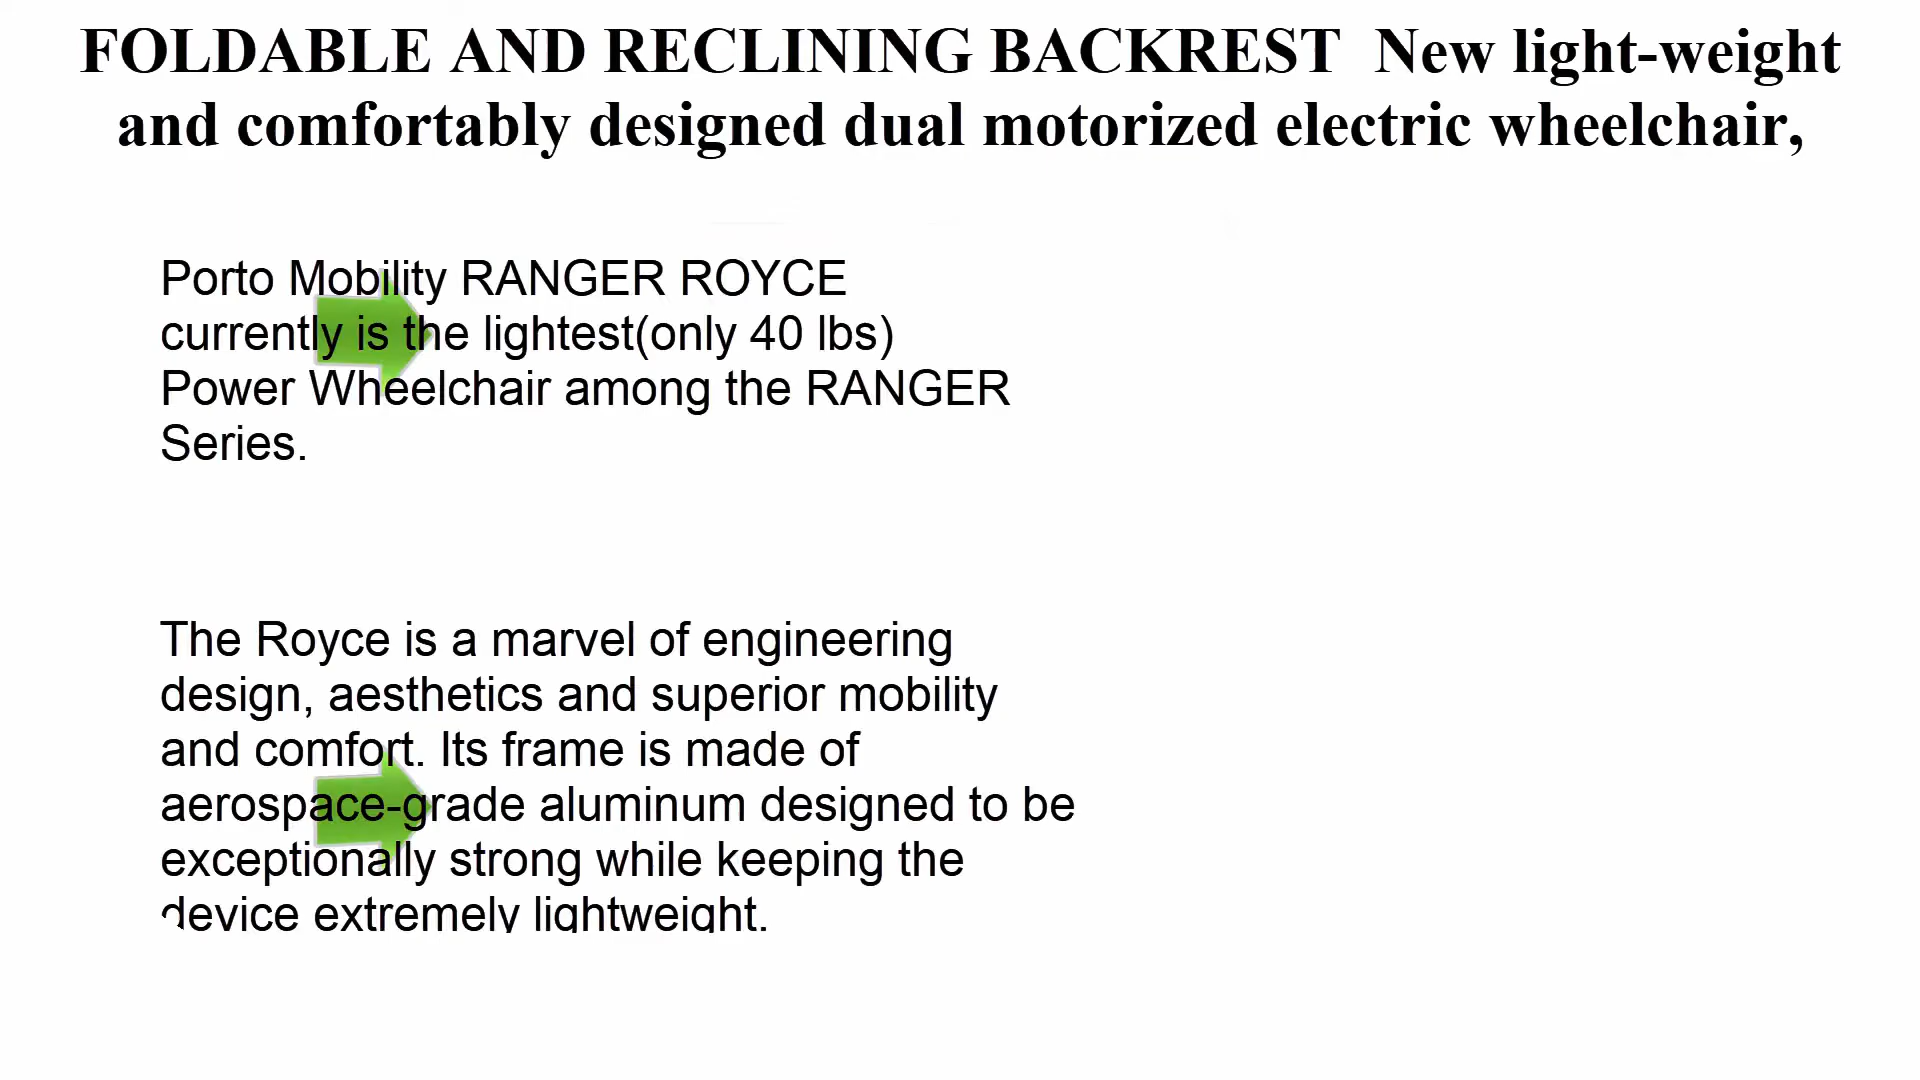 FOLDABLE AND RECLINING BACKREST  New light-weight
and comfortably designed dual motorized electric wheelchair,
Porto Mobility RANGER ROYCE
currently is the lightest(only 40 lbs)
Power Wheelchair among the RANGER
Series.
The Royce is a marvel of engineering
design, aesthetics and superior mobility
and comfort. Its frame is made of
aerospace-grade aluminum designed to be
exceptionally strong while keeping the
device extremely lightweight.